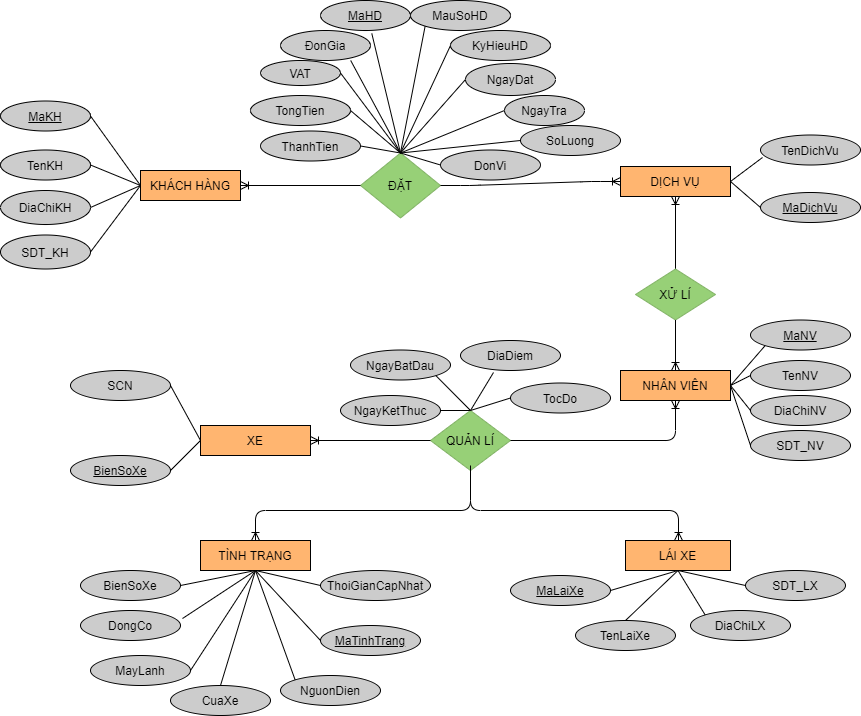 MaHD
MauSoHD
ĐonGia
KyHieuHD
VAT
NgayDat
TongTien
NgayTra
ThanhTien
SoLuong
DonVi
MaKH
TenKH
DiaChiKH
SDT_KH
KHÁCH HÀNG
ĐẶT
DỊCH VỤ
TenDichVu
MaDichVu
XỬ LÍ
MaNV
TenNV
DiaChiNV
SDT_NV
NHÂN VIÊN
NgayBatDau
DiaDiem
NgayKetThuc
TocDo
SCN
BienSoXe
XE
QUẢN LÍ
TÌNH TRẠNG
LÁI XE
BienSoXe
ThoiGianCapNhat
DongCo
MaTinhTrang
MayLanh
NguonDien
CuaXe
MaLaiXe
SDT_LX
TenLaiXe
DiaChiLX